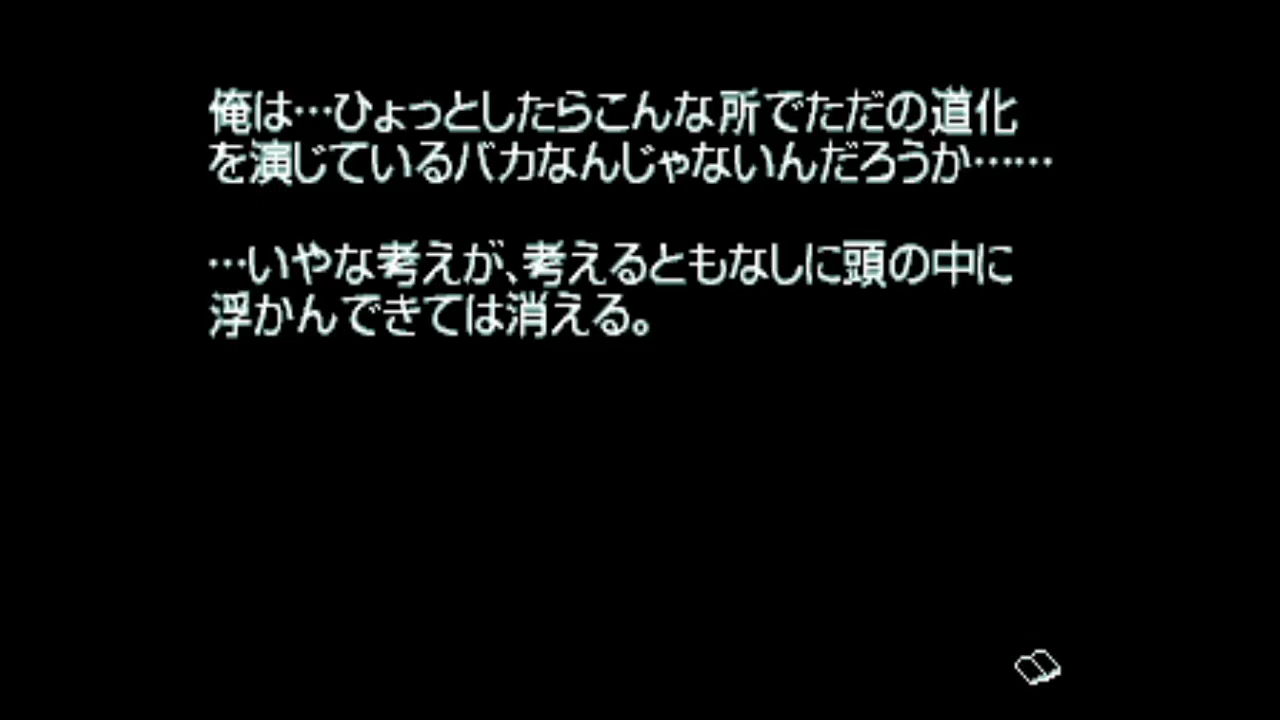 俺は…ひょっとしたらこんな所でただの道化
を演じているバカなんじゃないんだろうか……
…いやな考えが、考えるともなしに頭の中に
浮かんできては消える。